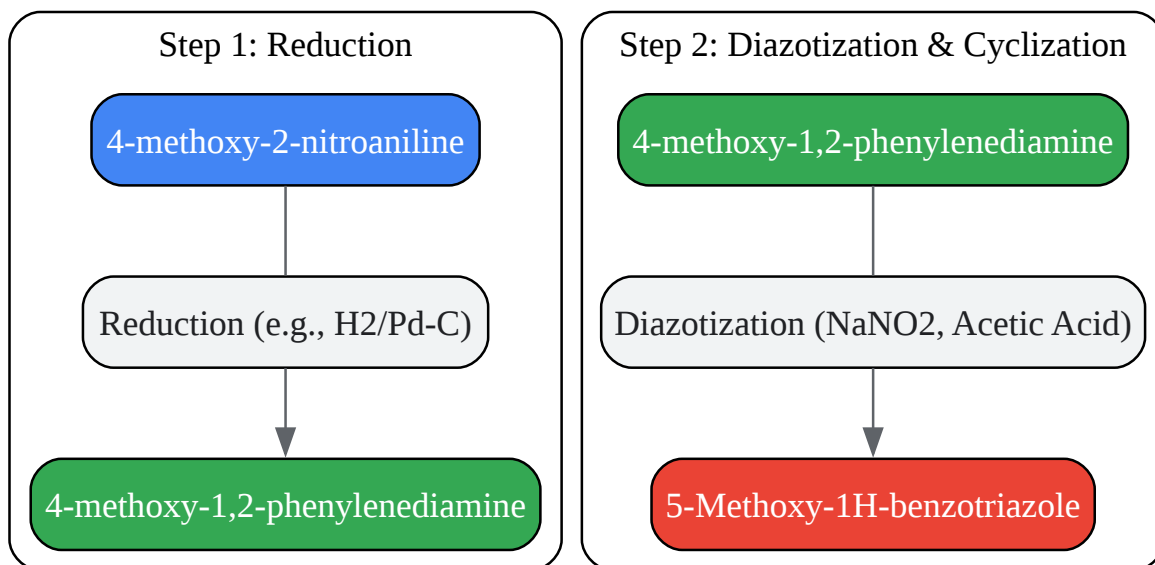 Step 1: Reduction
4-methoxy-2-nitroaniline
Reduction (e.g., H2/Pd-C)
4-methoxy-1,2-phenylenediamine
Step 2: Diazotization & Cyclization
4-methoxy-1,2-phenylenediamine
Diazotization (NaNO2, Acetic Acid)
5-Methoxy-1H-benzotriazole